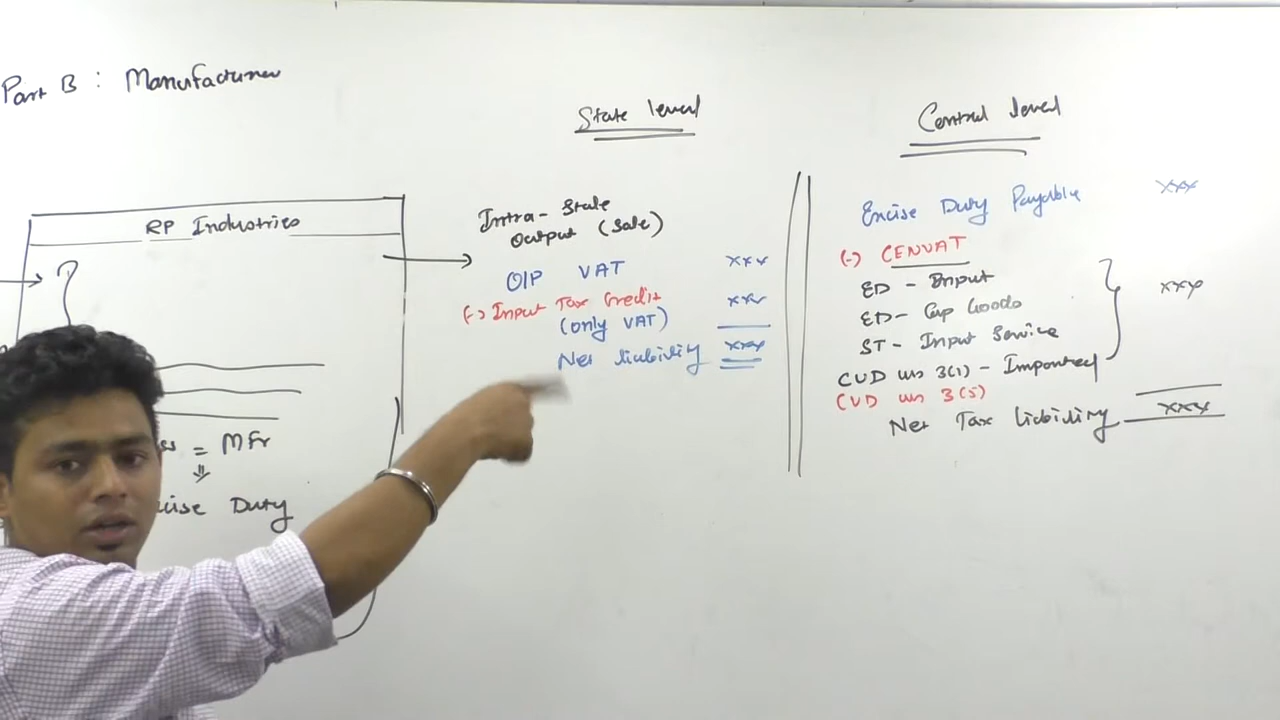 Part B : Manufacturer
RP Industries
= MFr
Duty
State level
Intra-State
Output (Sale)
O/P VAT xxx
(-) Input Tax Credit xxx
(only VAT)
Net liability xxx
Central level
Encise Duty Payable xxx
(-) CENVAT
ED - Input xxx
ED - Cap Goods
ST - Input Service
CVD u/s 3(1) - Imported
CVD u/s 3(5)
Net Tax liability xxx